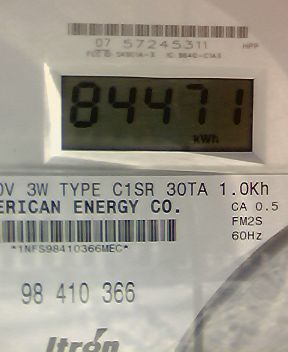 07 57245311 HPP
84471
kWh
0V 3W TYPE C1SR 30TA 1.0Kh
ERICAN ENERGY CO. CA 0.5
FM2S
60Hz
*1NFS98410366MEC*
98 410 366
Itron